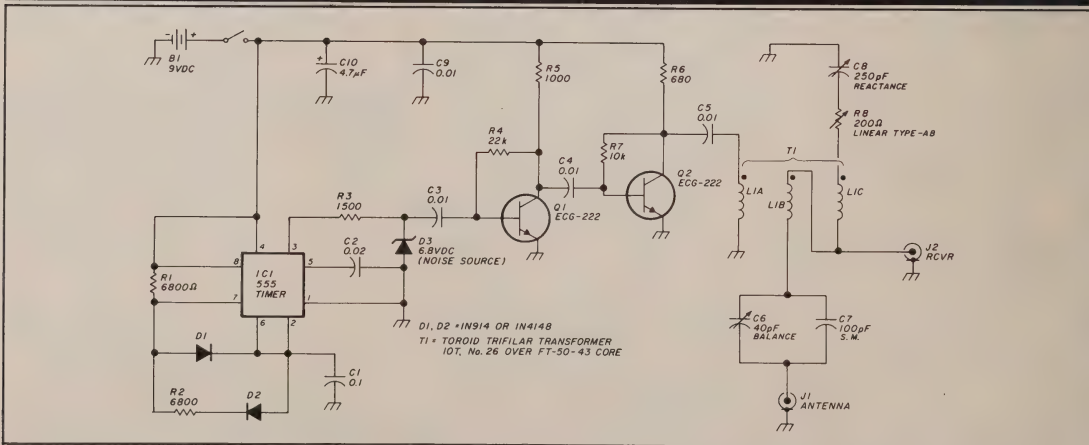 B1
9VDC
C10
4.7µF
C9
0.01
R5
1000
R6
680
C8
250pF
REACTANCE
R8
200Ω
LINEAR TYPE-AB
C5
0.01
R4
22k
C4
0.01
R7
10k
Q2
ECG-222
T1
L1A
L1B
L1C
R3
1500
C3
0.01
Q1
ECG-222
C2
0.02
D3
6.8VDC
(NOISE SOURCE)
J2
RCVR
R1
6800Ω
4
3
8
5
7
1
6
2
IC1
555
TIMER
D1
D1, D2 =IN914 OR IN4148
T1 = TOROID TRIFILAR TRANSFORMER
10T, No. 26 OVER FT-50-43 CORE
C6
40pF
BALANCE
C7
100pF
S.M.
C1
0.1
R2
6800
D2
J1
ANTENNA